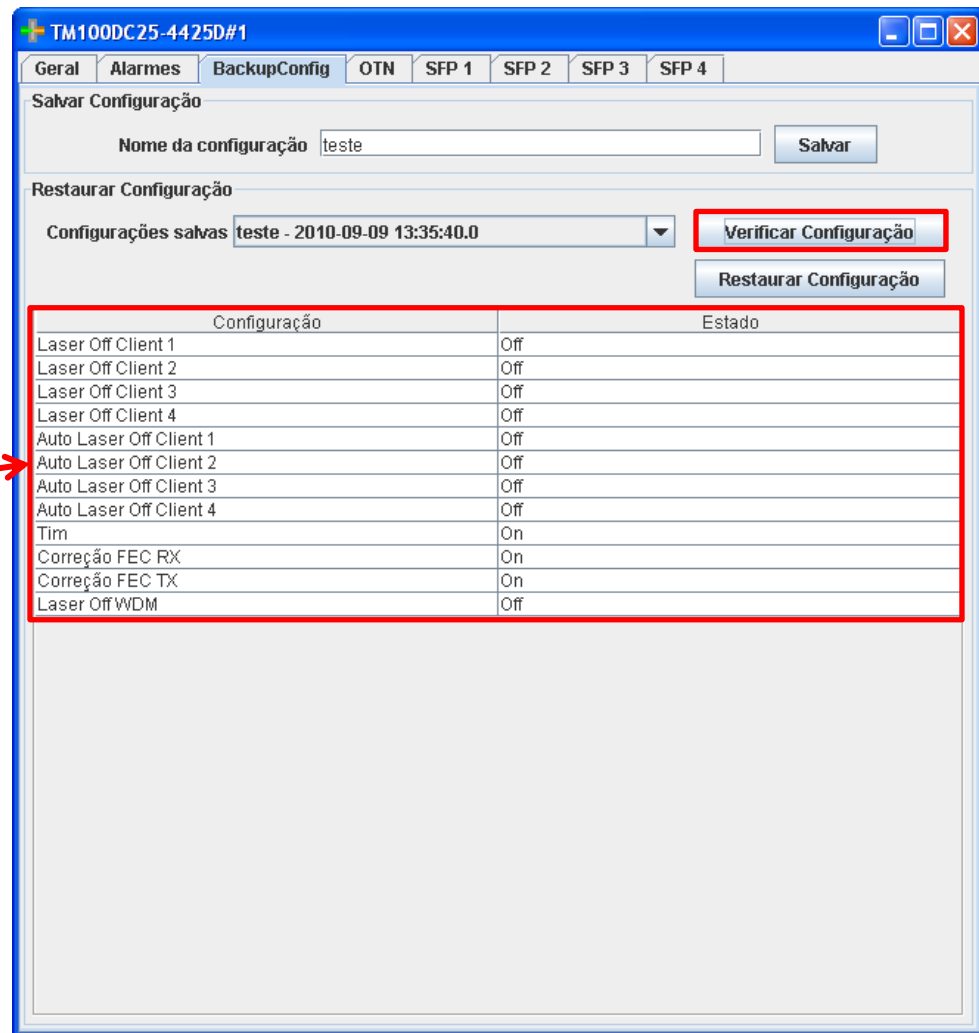 TM100DC25-4425D#1
Geral Alarmes BackupConfig OTN SFP 1 SFP 2 SFP 3 SFP 4
Salvar Configuração
Nome da configuração teste Salvar
Restaurar Configuração
Configurações salvas teste - 2010-09-09 13:35:40.0 Verificar Configuração
Restaurar Configuração
Configuração Estado
Laser Off Client 1 Off
Laser Off Client 2 Off
Laser Off Client 3 Off
Laser Off Client 4 Off
Auto Laser Off Client 1 Off
Auto Laser Off Client 2 Off
Auto Laser Off Client 3 Off
Auto Laser Off Client 4 Off
Tim On
Correção FEC RX On
Correção FEC TX On
Laser Off WDM Off